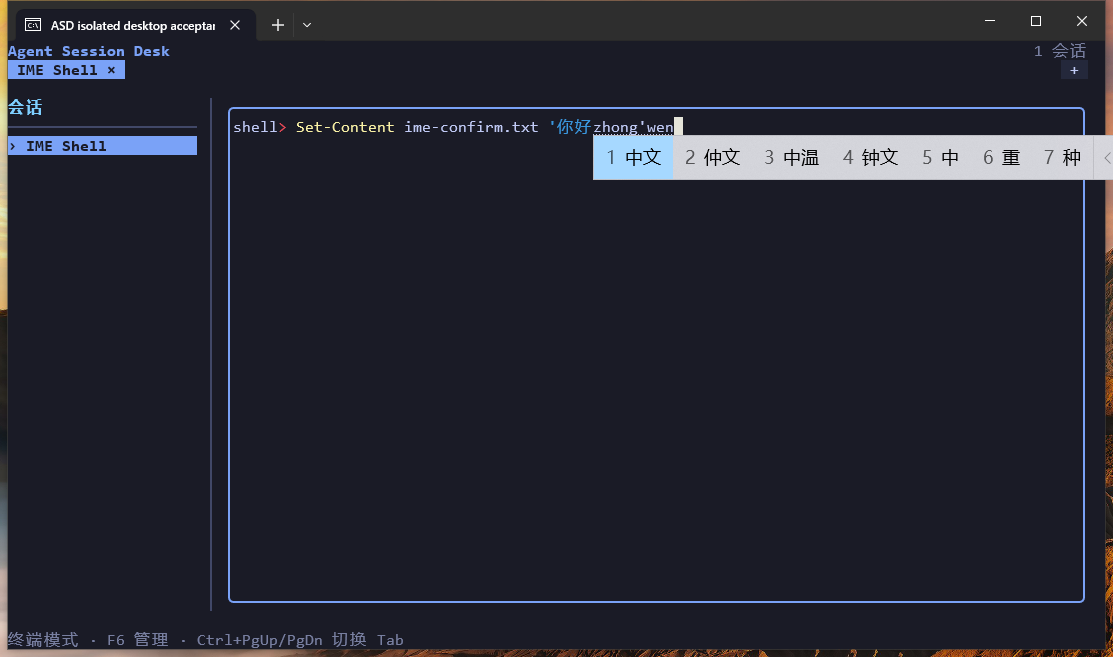 ASD isolated desktop acceptar
Agent Session Desk 1 会话
IME Shell × +
会话
› IME Shell
shell> Set-Content ime-confirm.txt '你好zhong'wen
1 中文 2 仲文 3 中温 4 钟文 5 中 6 重 7 种
终端模式 · F6 管理 · Ctrl+PgUp/PgDn 切换 Tab